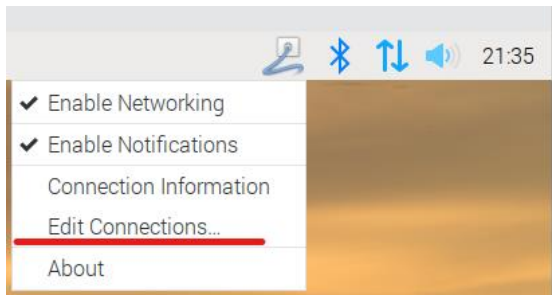 21:35
Enable Networking
Enable Notifications
Connection Information
Edit Connections...
About